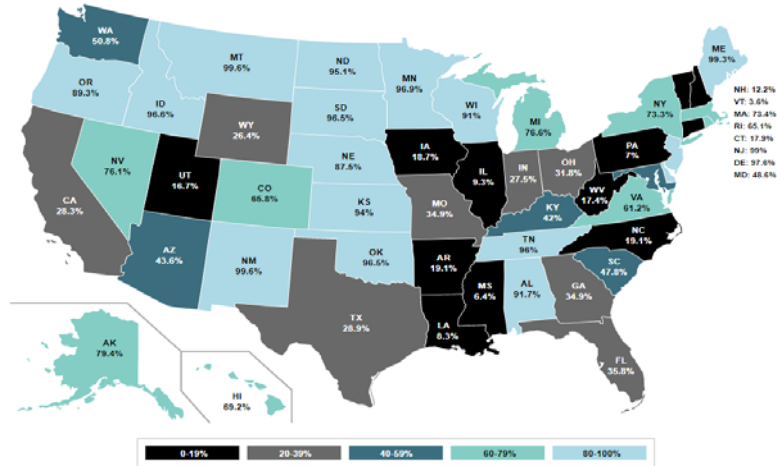 WA
50.8%
OR
89.3%
ID
96.6%
MT
99.6%
ND
95.1%
MN
96.9%
SD
96.5%
WI
91%
MI
76.6%
NY
73.3%
ME
99.3%
NH: 12.2%
VT: 3.6%
MA: 73.4%
RI: 65.1%
CT: 17.9%
NJ: 99%
DE: 97.6%
MD: 48.6%
WY
26.4%
NE
87.5%
IA
18.7%
IL
9.3%
IN
27.5%
OH
31.8%
PA
7%
NV
76.1%
UT
16.7%
CO
65.8%
KS
94%
MO
34.9%
KY
42%
WV
17.4%
VA
61.2%
CA
28.3%
AZ
43.6%
NM
99.6%
OK
96.5%
AR
19.1%
TN
96%
NC
19.1%
SC
47.8%
MS
6.4%
AL
91.7%
GA
34.9%
TX
28.9%
LA
8.3%
FL
35.8%
AK
79.4%
HI
69.2%
0-19% 20-39% 40-59% 60-79% 80-100%